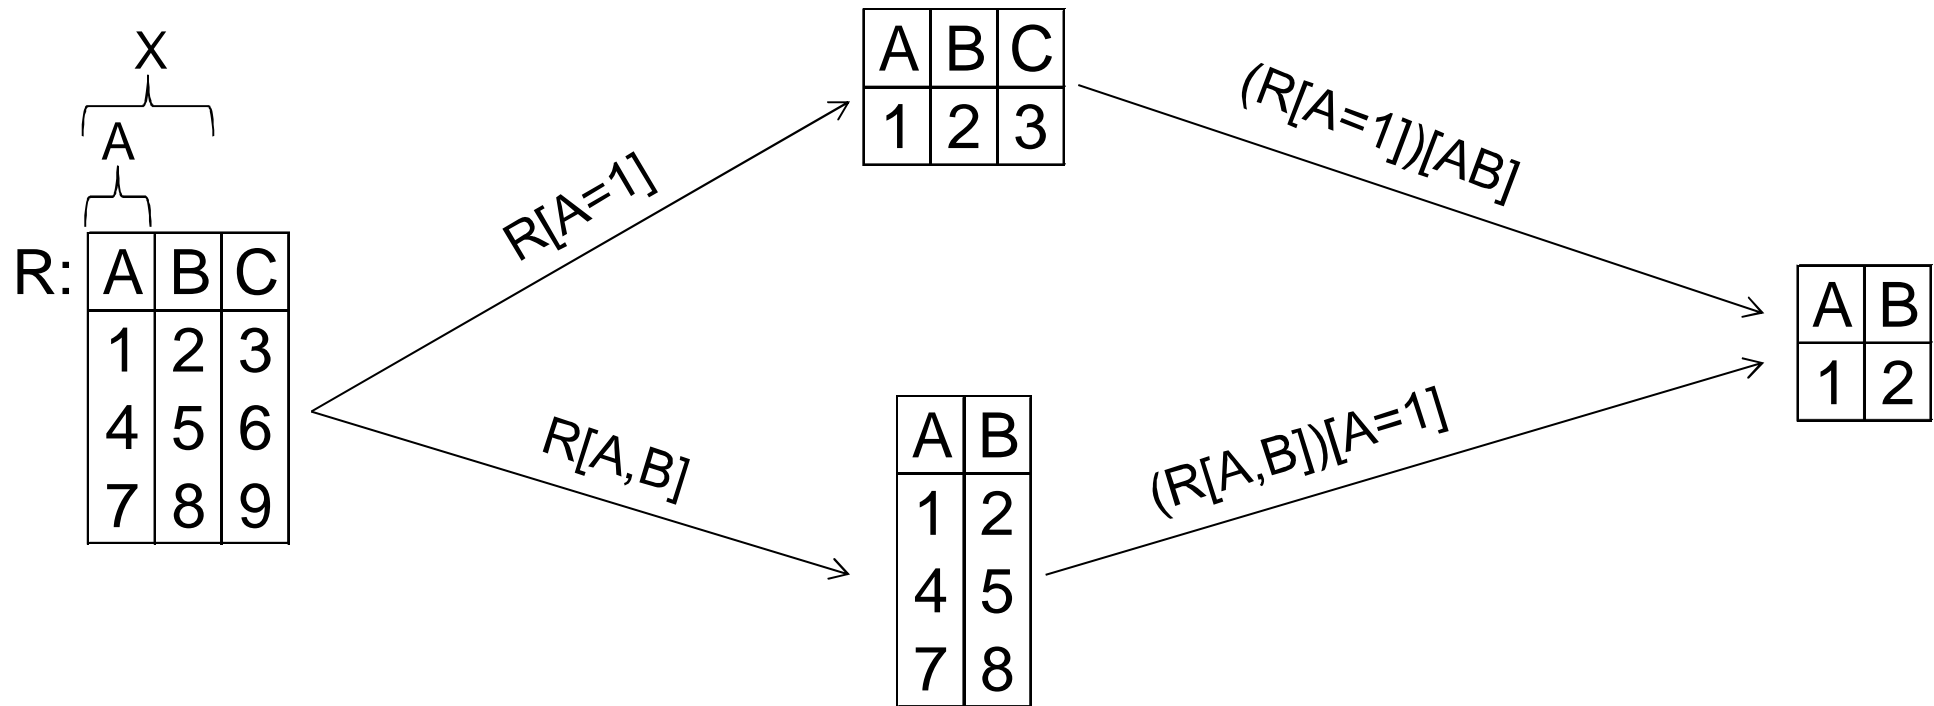 X
A
R:
A B C
1 2 3
4 5 6
7 8 9
R[A=1]
A B C
1 2 3
(R[A=1])[AB]
R[A,B]
A B
1 2
4 5
7 8
(R[A,B])[A=1]
A B
1 2